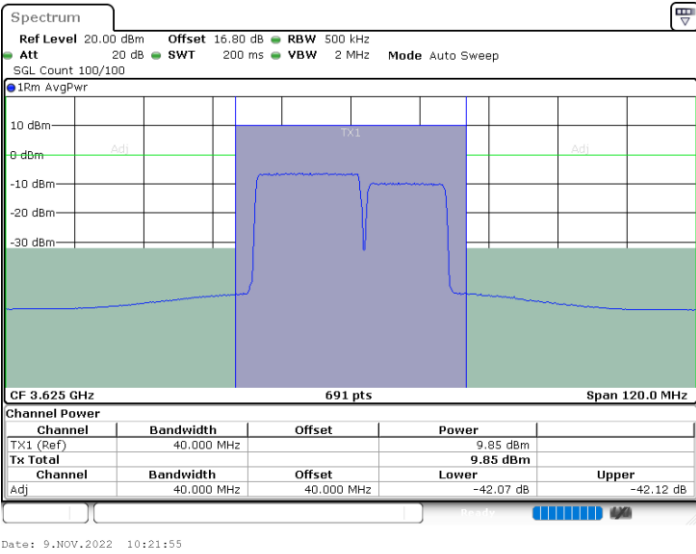 Spectrum
Ref Level 20.00 dBm Offset 16.80 dB RBW 500 kHz
Att 20 dB SWT 200 ms VBW 2 MHz Mode Auto Sweep
SGL Count 100/100
1Rm AvgPwr
10 dBm
TX1
0 dBm Adj Adj
-10 dBm
-20 dBm
-30 dBm
CF 3.625 GHz 691 pts Span 120.0 MHz
Channel Power
Channel Bandwidth Offset Power
TX1 (Ref) 40.000 MHz 9.85 dBm
Tx Total 9.85 dBm
Channel Bandwidth Offset Lower Upper
Adj 40.000 MHz 40.000 MHz -42.07 dB -42.12 dB
Ready
Date: 9.NOV.2022 10:21:55